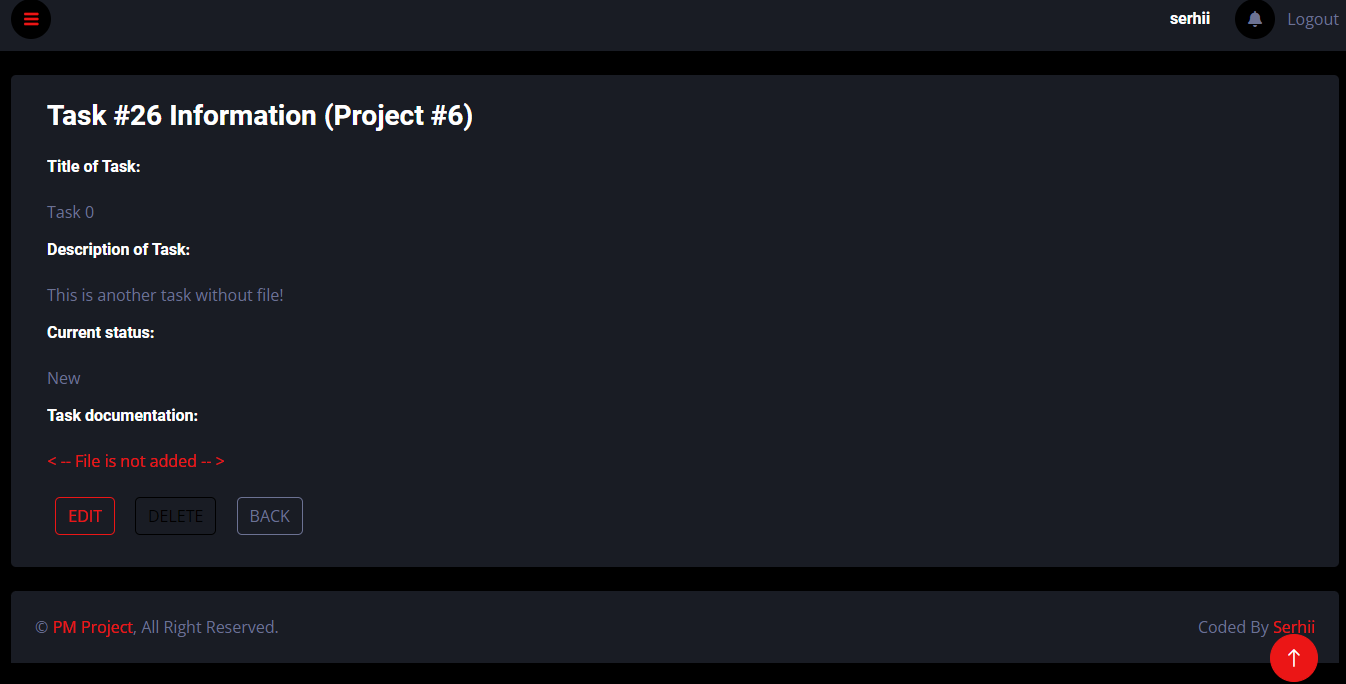 serhii
Logout
Task #26 Information (Project #6)
Title of Task:
Task 0
Description of Task:
This is another task without file!
Current status:
New
Task documentation:
< -- File is not added -- >
EDIT DELETE BACK
© PM Project, All Right Reserved.
Coded By Serhii